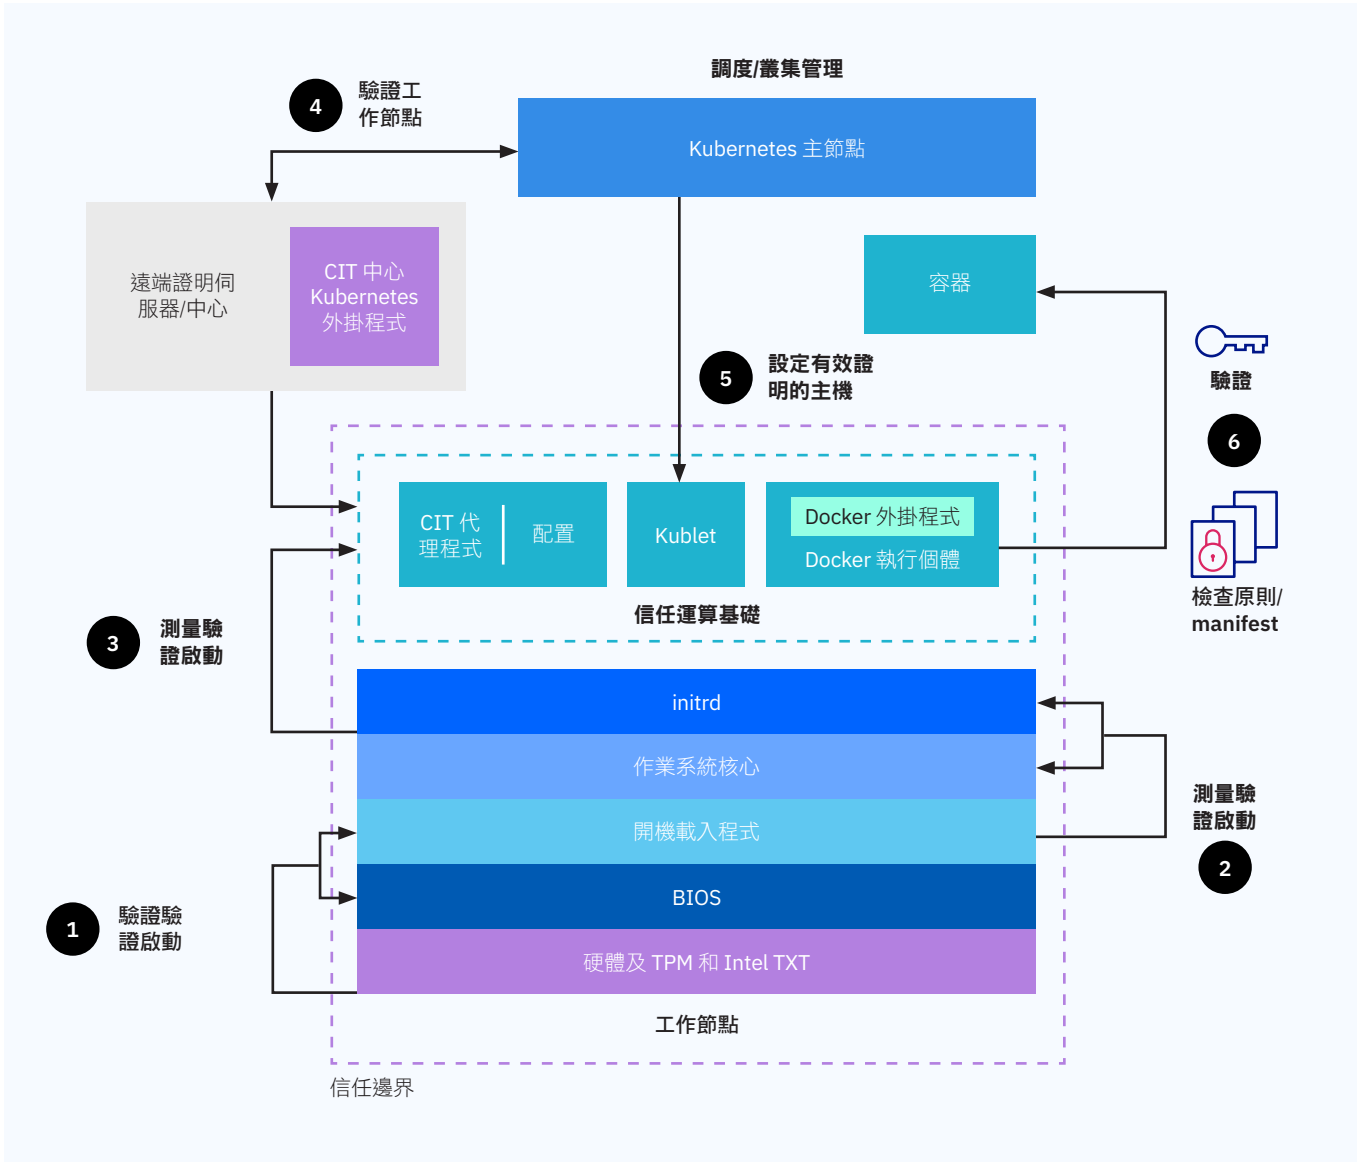 調度/叢集管理
4
驗證工
作節點
Kubernetes 主節點
遠端證明伺
服器/中心
CIT 中心
Kubernetes
外掛程式
容器
5
設定有效證
明的主機
驗證
6
檢查原則/
manifest
CIT 代
理程式
配置
Kublet
Docker 外掛程式
Docker 執行個體
信任運算基礎
3
測量驗
證啟動
initrd
作業系統核心
開機載入程式
BIOS
硬體及 TPM 和 Intel TXT
測量驗
證啟動
2
1
驗證驗
證啟動
工作節點
信任邊界